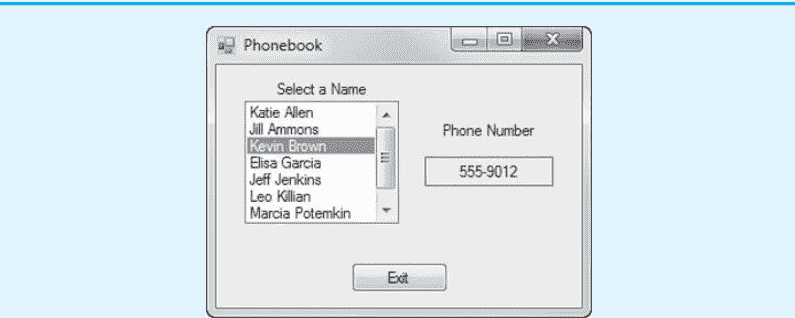 Phonebook
Select a Name
Katie Allen
Jill Ammons
Kevin Brown
Elisa Garcia
Jeff Jenkins
Leo Killian
Marcia Potemkin
Phone Number
555-9012
Exit